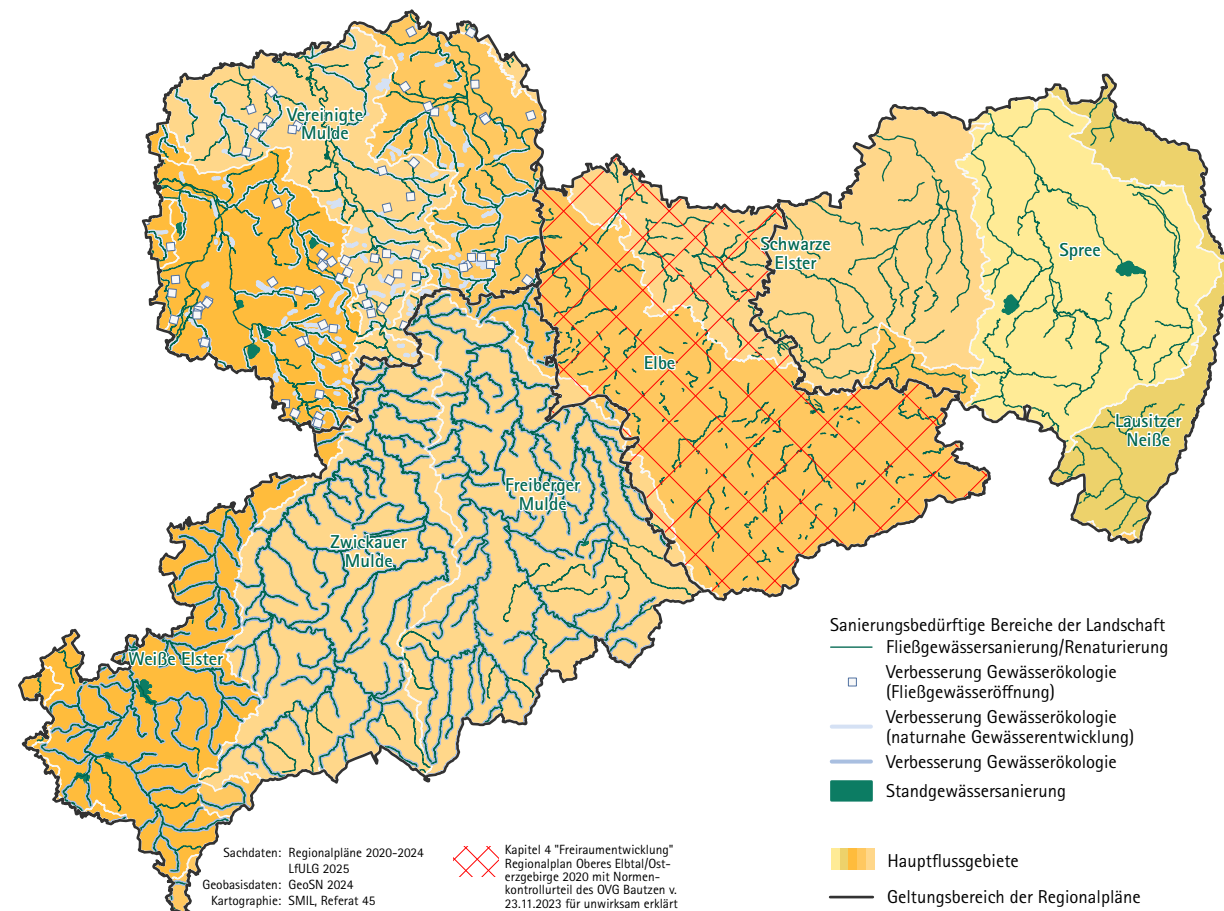 Vereinigte
Mulde
Schwarze
Elster
Spree
Elbe
Lausitzer
Neiße
Freiberger
Mulde
Zwickauer
Mulde
Weiße Elster
Sanierungsbedürftige Bereiche der Landschaft
Fließgewässersanierung/Renaturierung
Verbesserung Gewässerökologie
(Fließgewässeröffnung)
Verbesserung Gewässerökologie
(naturnahe Gewässerentwicklung)
Verbesserung Gewässerökologie
Standgewässersanierung
Hauptflussgebiete
Geltungsbereich der Regionalpläne
Sachdaten: Regionalpläne 2020-2024
LfULG 2025
Geobasisdaten: GeoSN 2024
Kartographie: SMIL, Referat 45
Kapitel 4 "Freiraumentwicklung"
Regionalplan Oberes Elbtal/Ost-
erzgebirge 2020 mit Normen-
kontrollurteil des OVG Bautzen v.
23.11.2023 für unwirksam erklärt